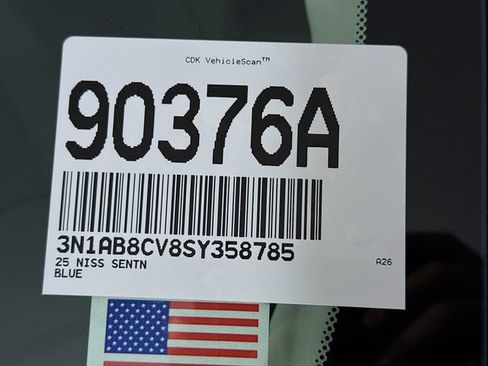 CDK VehicleScan™
90376A
3N1AB8CV8SY358785
25 NISS SENTN
BLUE
A26